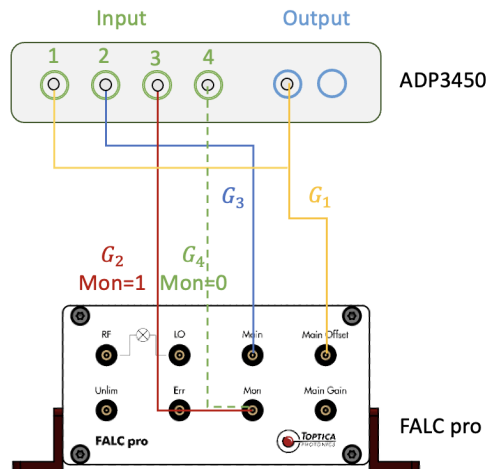 Input Output
1 2 3 4
ADP3450
G₃ G₁
G₂ G₄
Mon=1 Mon=0
RF LO Main Main Offset
Unlim Err Mon Main Gain
FALC pro TOPTICA
PHOTONICS
FALC pro